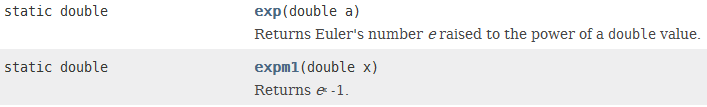 static double exp(double a)
Returns Euler's number e raised to the power of a double value.
static double expm1(double x)
Returns eˣ -1.